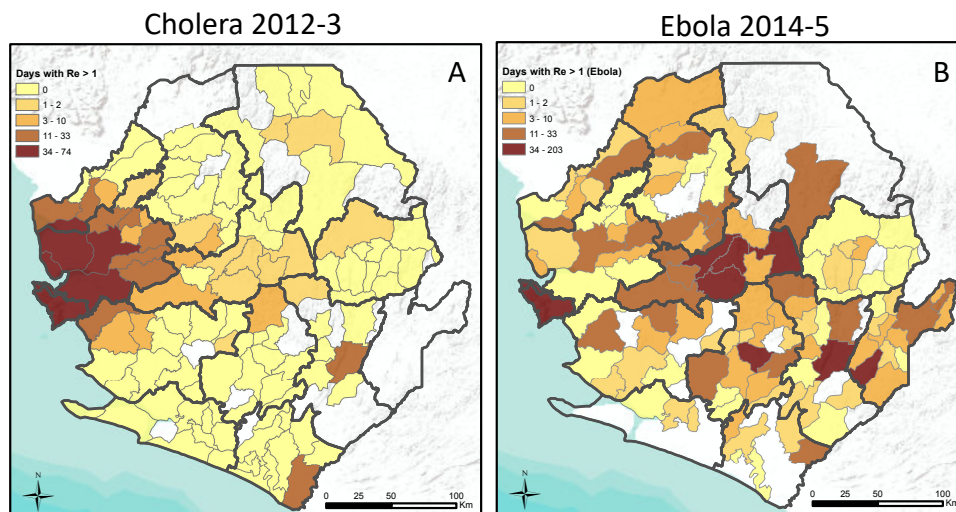 Cholera 2012-3
Ebola 2014-5
A
Days with Re > 1
0
1 - 2
3 - 10
11 - 33
34 - 74
N
0 25 50 100
Km
B
Days with Re > 1 (Ebola)
0
1 - 2
3 - 10
11 - 33
34 - 203
N
0 25 50 100
Km